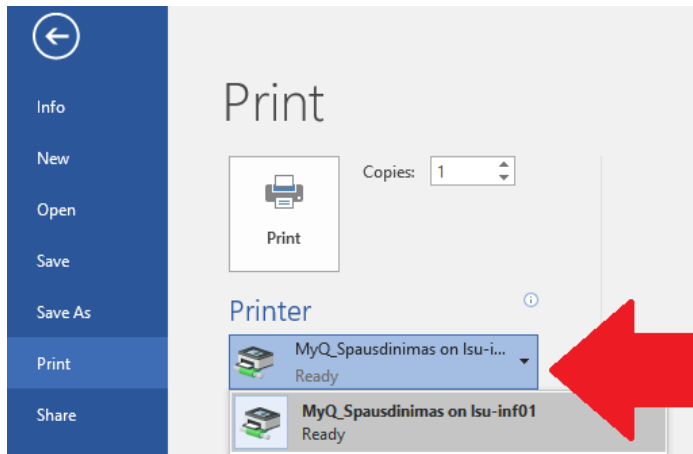 Info
New
Open
Save
Save As
Print
Share
Print
Copies: 1
Print
Printer
MyQ_Spausdinimas on lsu-i...
Ready
MyQ_Spausdinimas on lsu-inf01
Ready